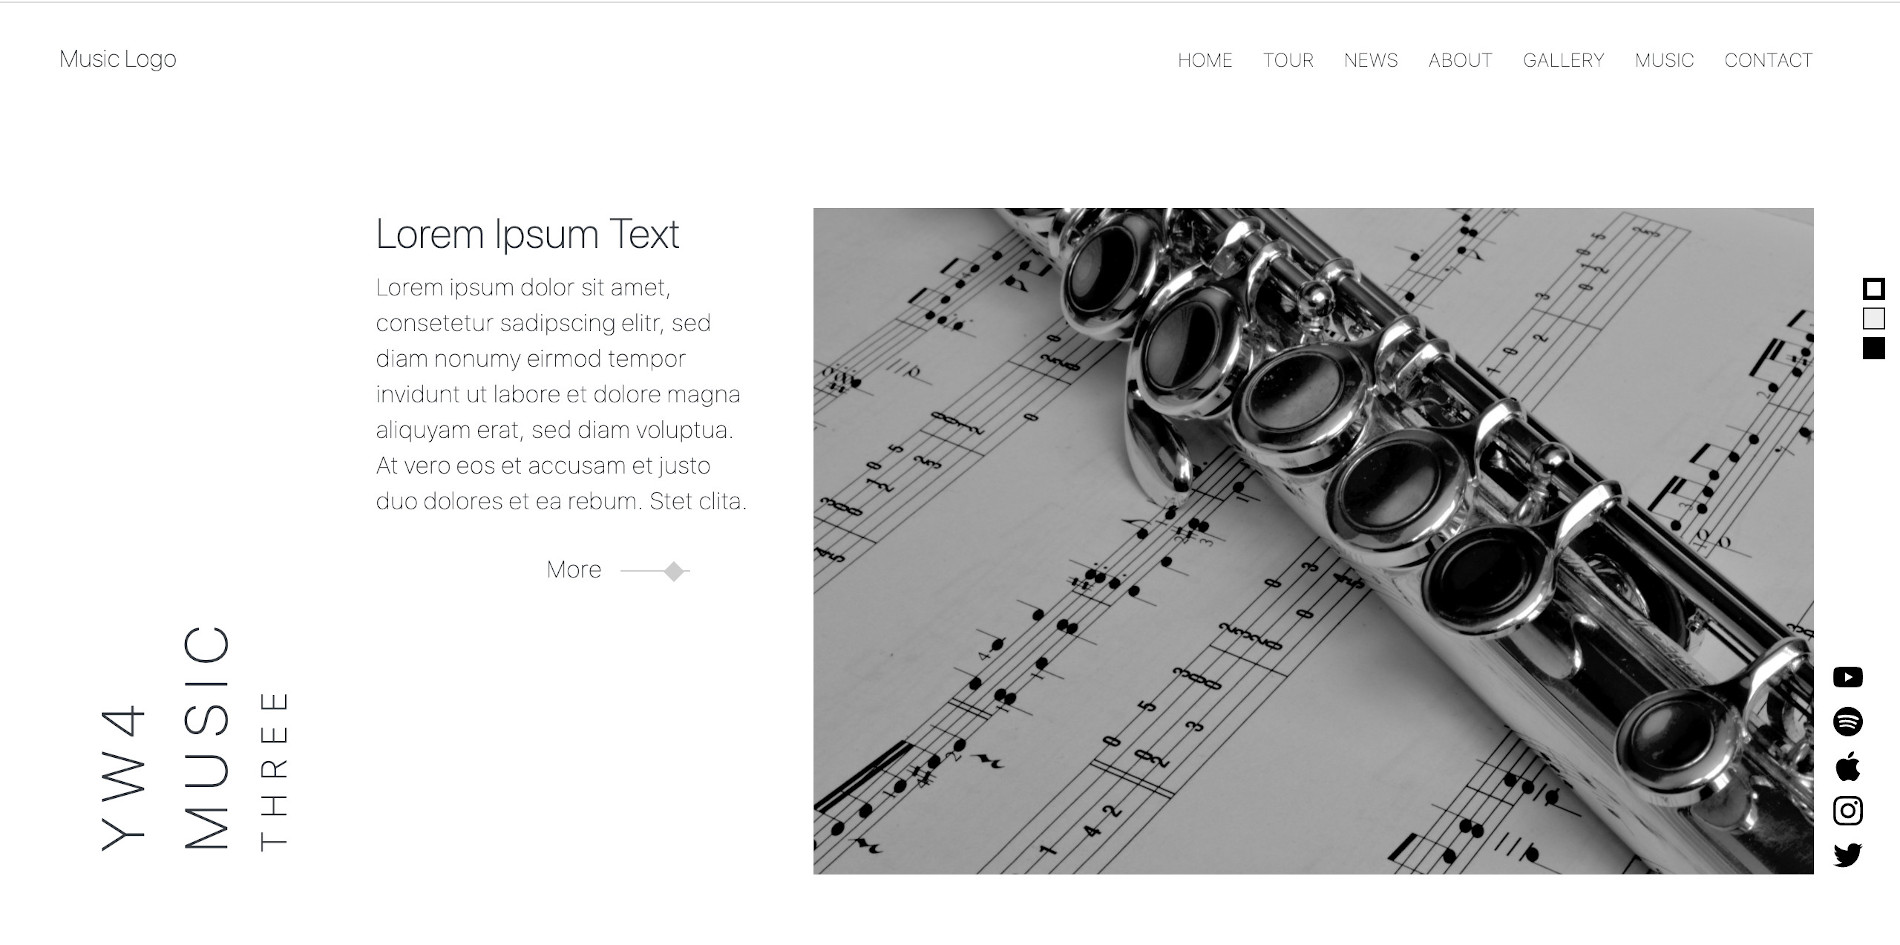 Music Logo
HOME TOUR NEWS ABOUT GALLERY MUSIC CONTACT
Lorem Ipsum Text
Lorem ipsum dolor sit amet,
consetetur sadipscing elitr, sed
diam nonumy eirmod tempor
invidunt ut labore et dolore magna
aliquyam erat, sed diam voluptua.
At vero eos et accusam et justo
duo dolores et ea rebum. Stet clita.
More
YW4
MUSIC
THREE